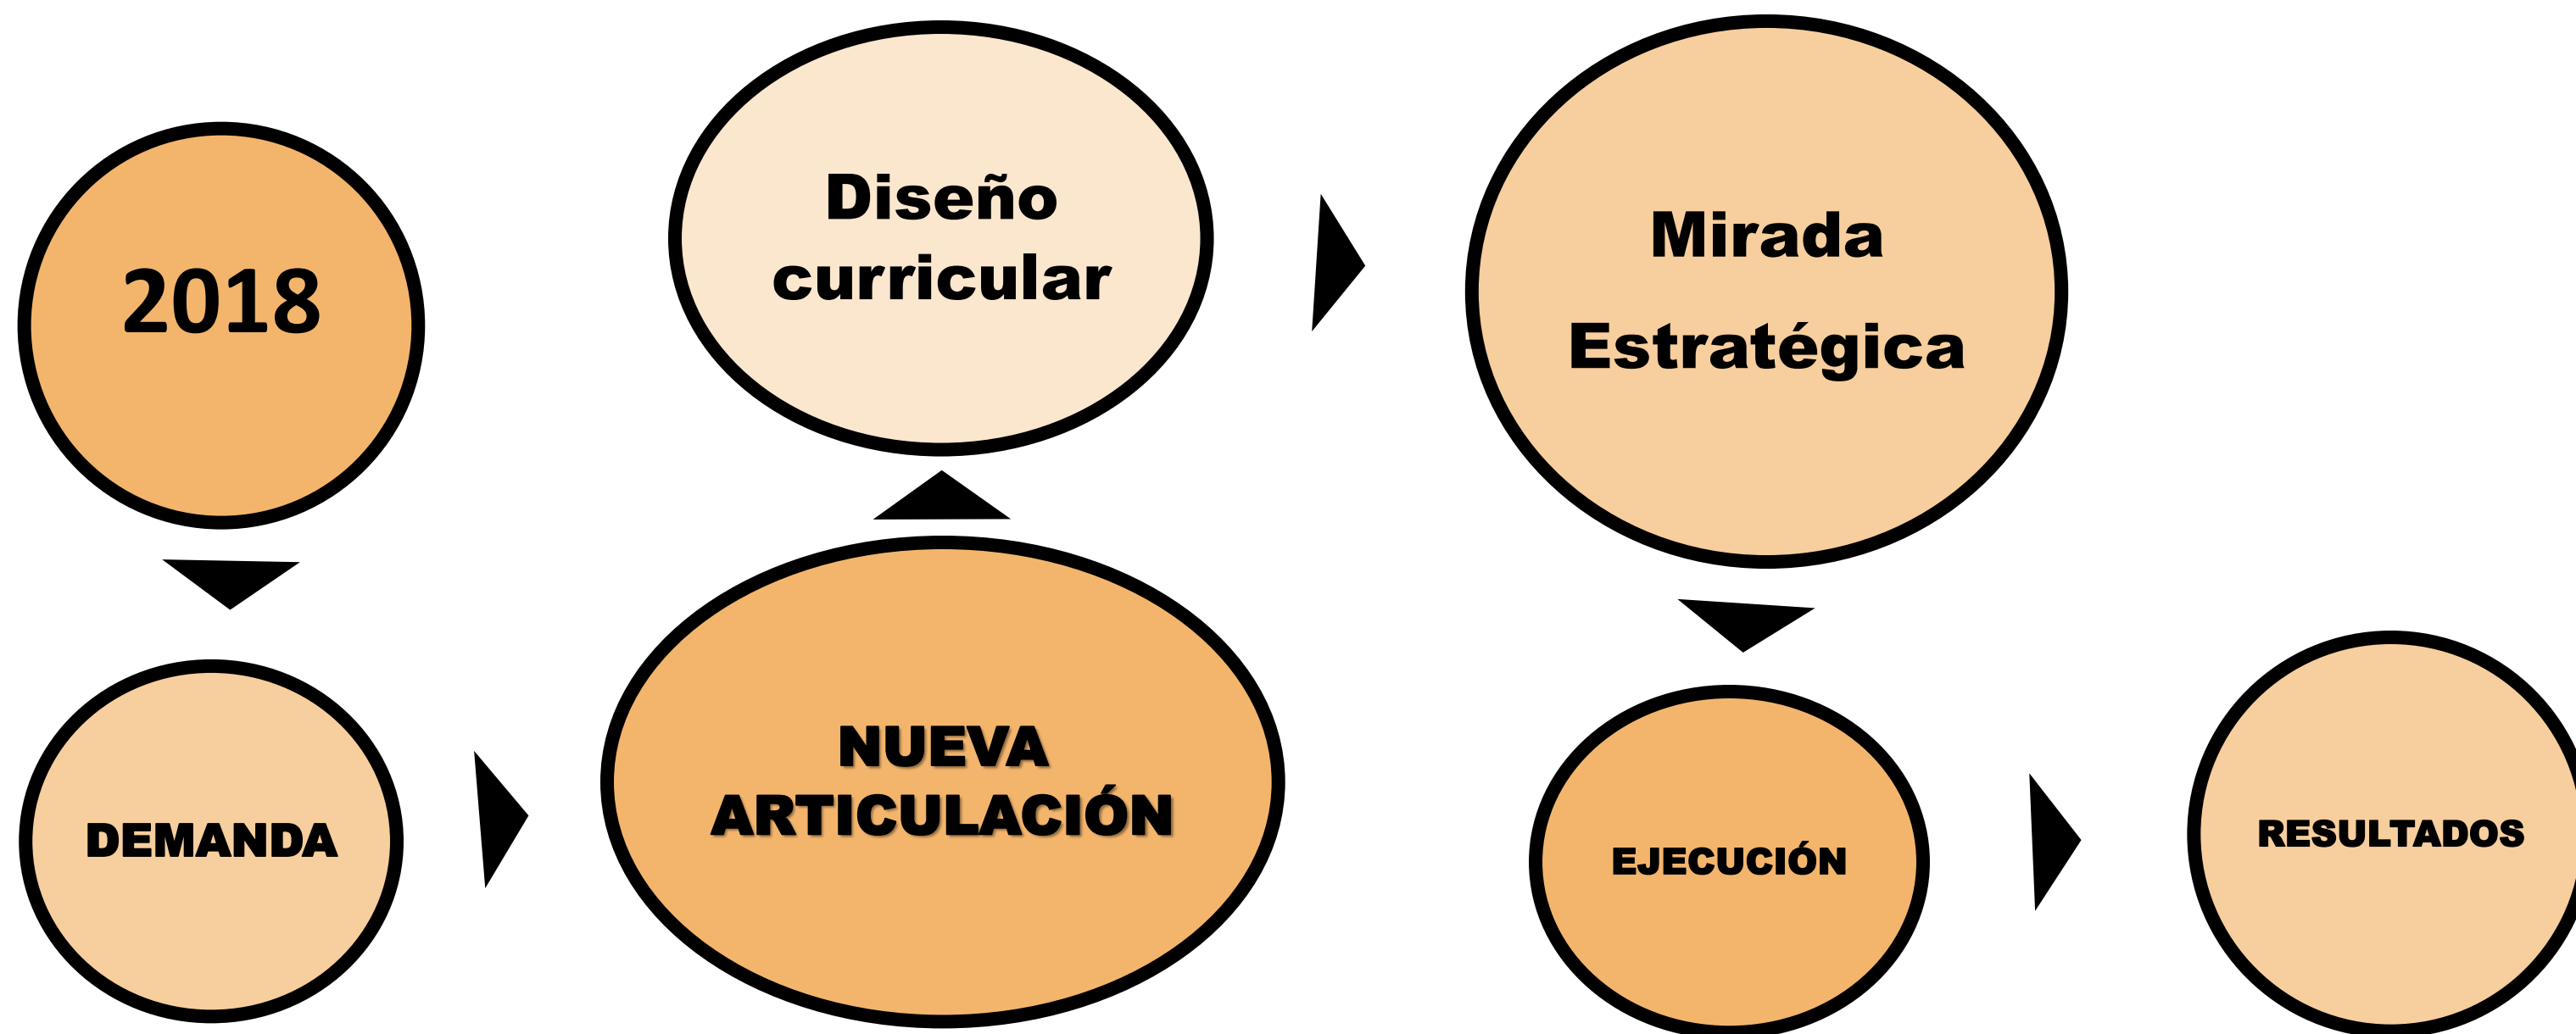 2018
DEMANDA
NUEVA
ARTICULACIÓN
Diseño
curricular
Mirada
Estratégica
EJECUCIÓN
RESULTADOS